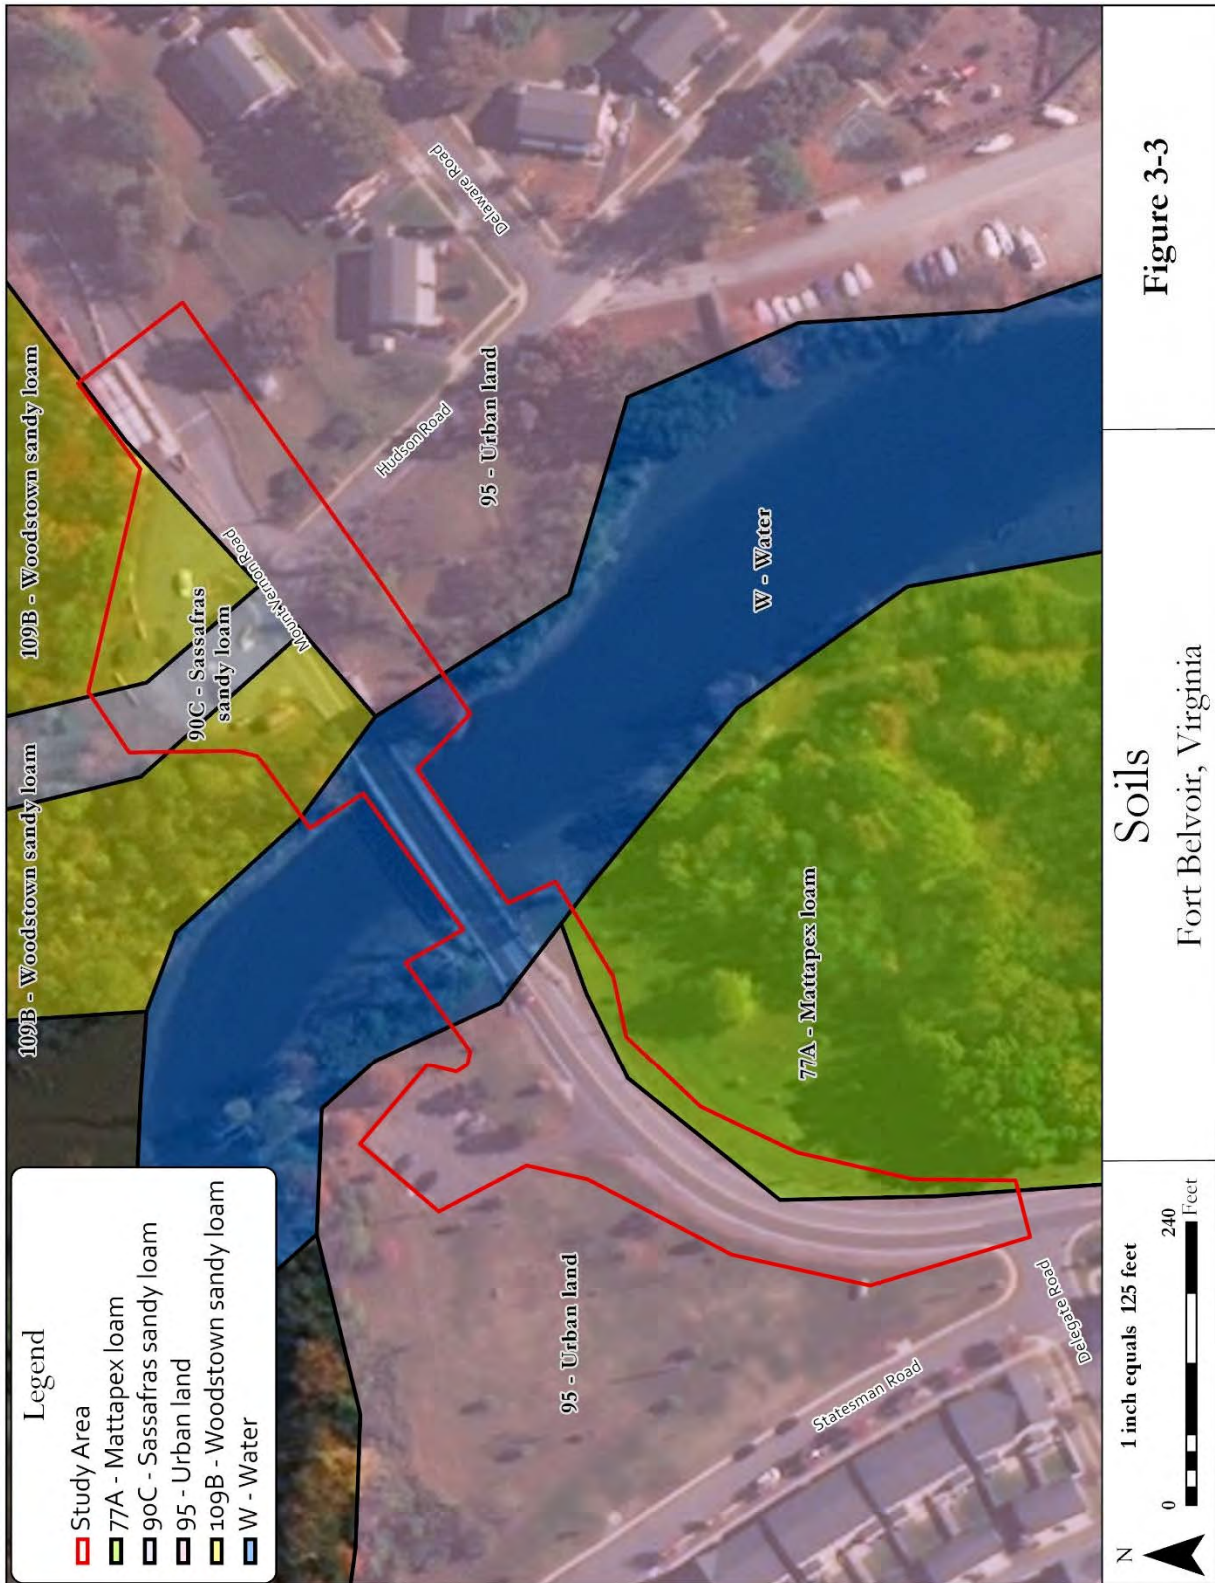 Legend
Study Area
77A - Mattapex loam
90C - Sassafras sandy loam
95 - Urban land
109B - Woodstown sandy loam
W - Water
109B - Woodstown sandy loam
109B - Woodstown sandy loam
90C - Sassafras
sandy loam
Mount Vernon Road
Delaware Road
Hudson Road
95 - Urban land
W - Water
77A - Mattapex loam
95 - Urban land
Statesman Road
Delegate Road
N
1 inch equals 125 feet
0
240
Feet
Soils
Fort Belvoir, Virginia
Figure 3-3